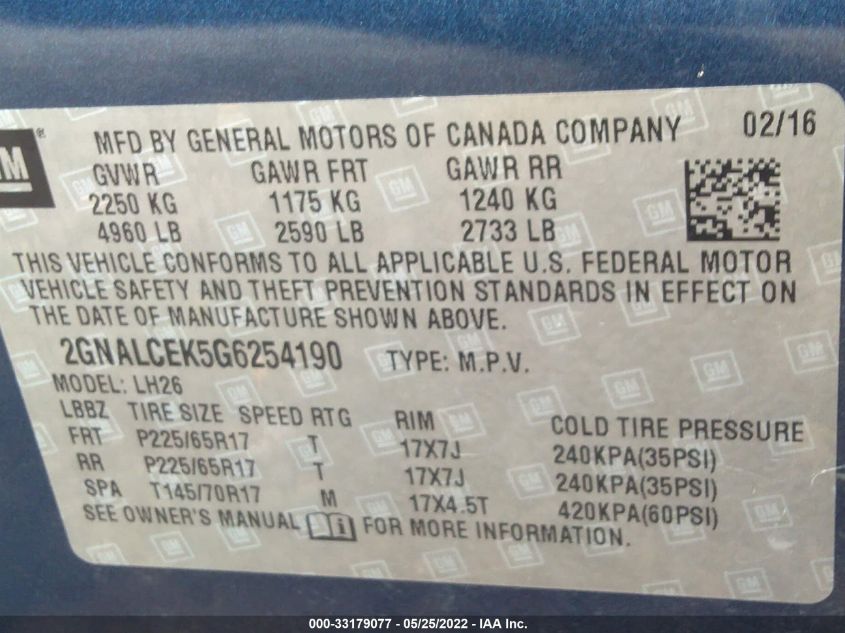 GM ®
MFD BY GENERAL MOTORS OF CANADA COMPANY 02/16
GVWR GAWR FRT GAWR RR
2250 KG 1175 KG 1240 KG
4960 LB 2590 LB 2733 LB
THIS VEHICLE CONFORMS TO ALL APPLICABLE U.S. FEDERAL MOTOR
VEHICLE SAFETY AND THEFT PREVENTION STANDARDS IN EFFECT ON
THE DATE OF MANUFACTURE SHOWN ABOVE.
2GNALCEK5G6254190 TYPE: M.P.V.
MODEL: LH26
LBBZ TIRE SIZE SPEED RTG RIM COLD TIRE PRESSURE
FRT P225/65R17 T 17X7J 240KPA(35PSI)
RR P225/65R17 T 17X7J 240KPA(35PSI)
SPA T145/70R17 M 17X4.5T 420KPA(60PSI)
SEE OWNER'S MANUAL FOR MORE INFORMATION.
000-33179077 - 05/25/2022 - IAA Inc.